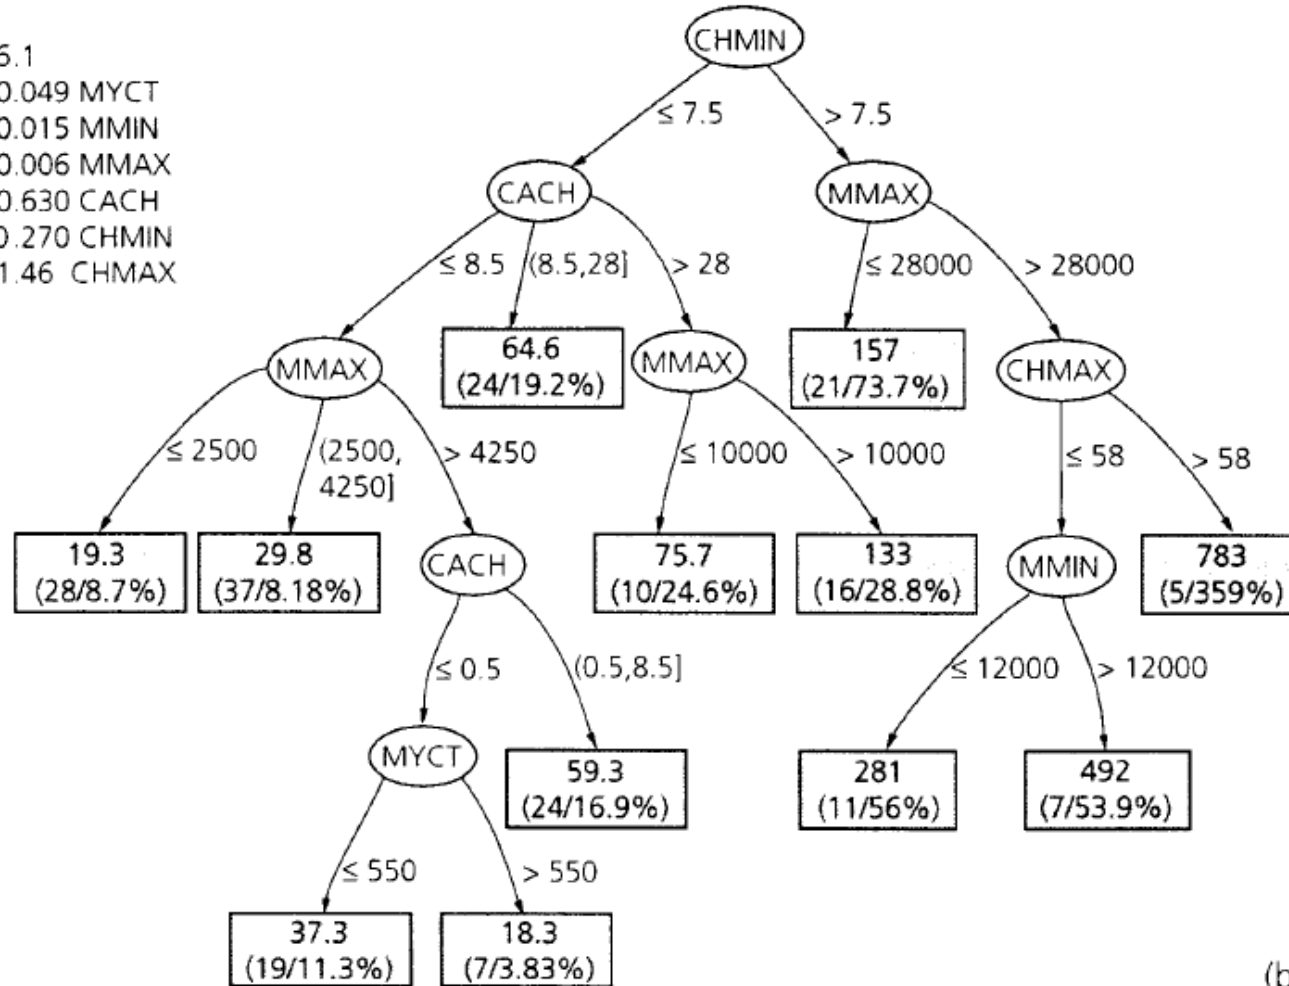 6.1
0.049 MYCT
0.015 MMIN
0.006 MMAX
0.630 CACH
0.270 CHMIN
1.46 CHMAX
CHMIN
≤ 7.5
> 7.5
CACH
MMAX
≤ 8.5
(8.5,28]
> 28
≤ 28000
> 28000
MMAX
64.6
(24/19.2%)
MMAX
157
(21/73.7%)
CHMAX
≤ 2500
(2500,
4250]
> 4250
≤ 10000
> 10000
≤ 58
> 58
19.3
(28/8.7%)
29.8
(37/8.18%)
CACH
75.7
(10/24.6%)
133
(16/28.8%)
MMIN
783
(5/359%)
≤ 0.5
(0.5,8.5]
≤ 12000
> 12000
MYCT
59.3
(24/16.9%)
281
(11/56%)
492
(7/53.9%)
≤ 550
> 550
37.3
(19/11.3%)
18.3
(7/3.83%)
(b